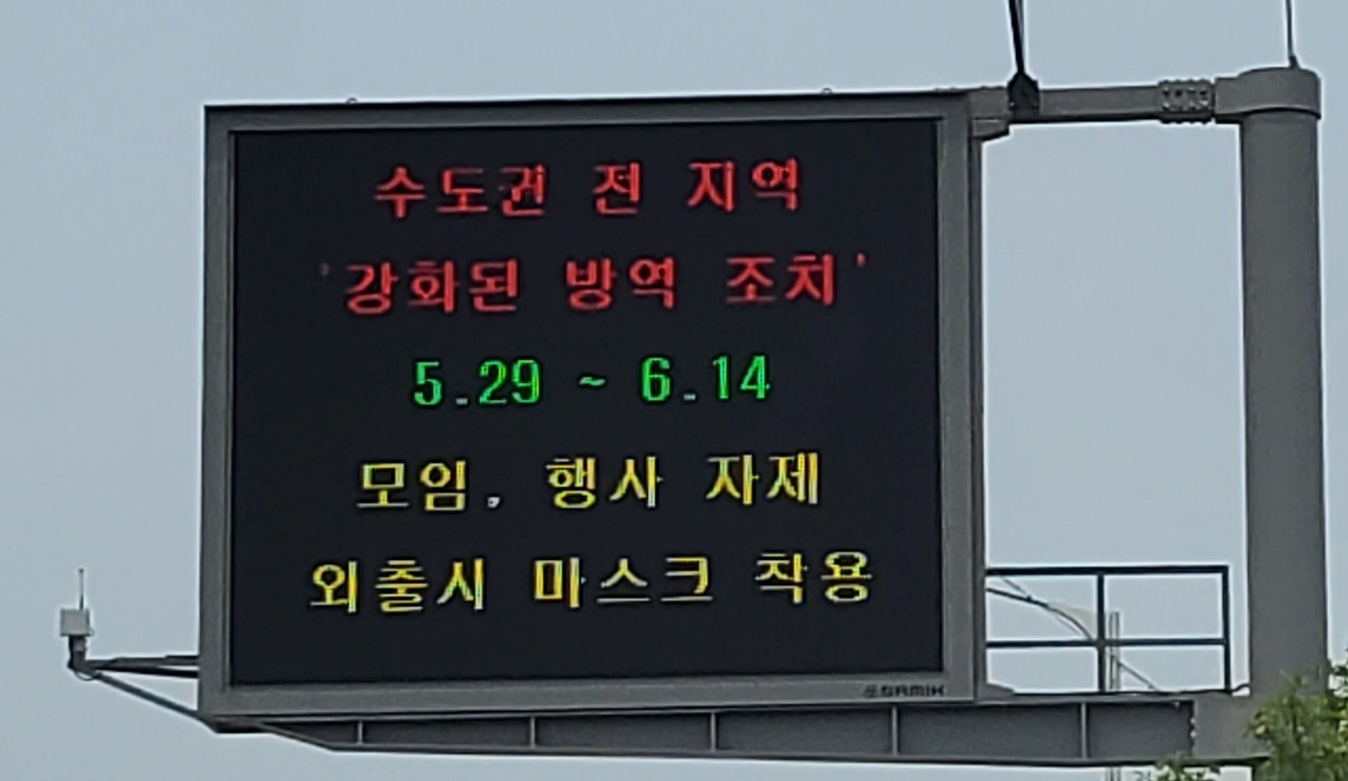 수도권 전 지역
'강화된 방역 조치'
5.29 ~ 6.14
모임, 행사 자제
외출시 마스크 착용
SAMIK